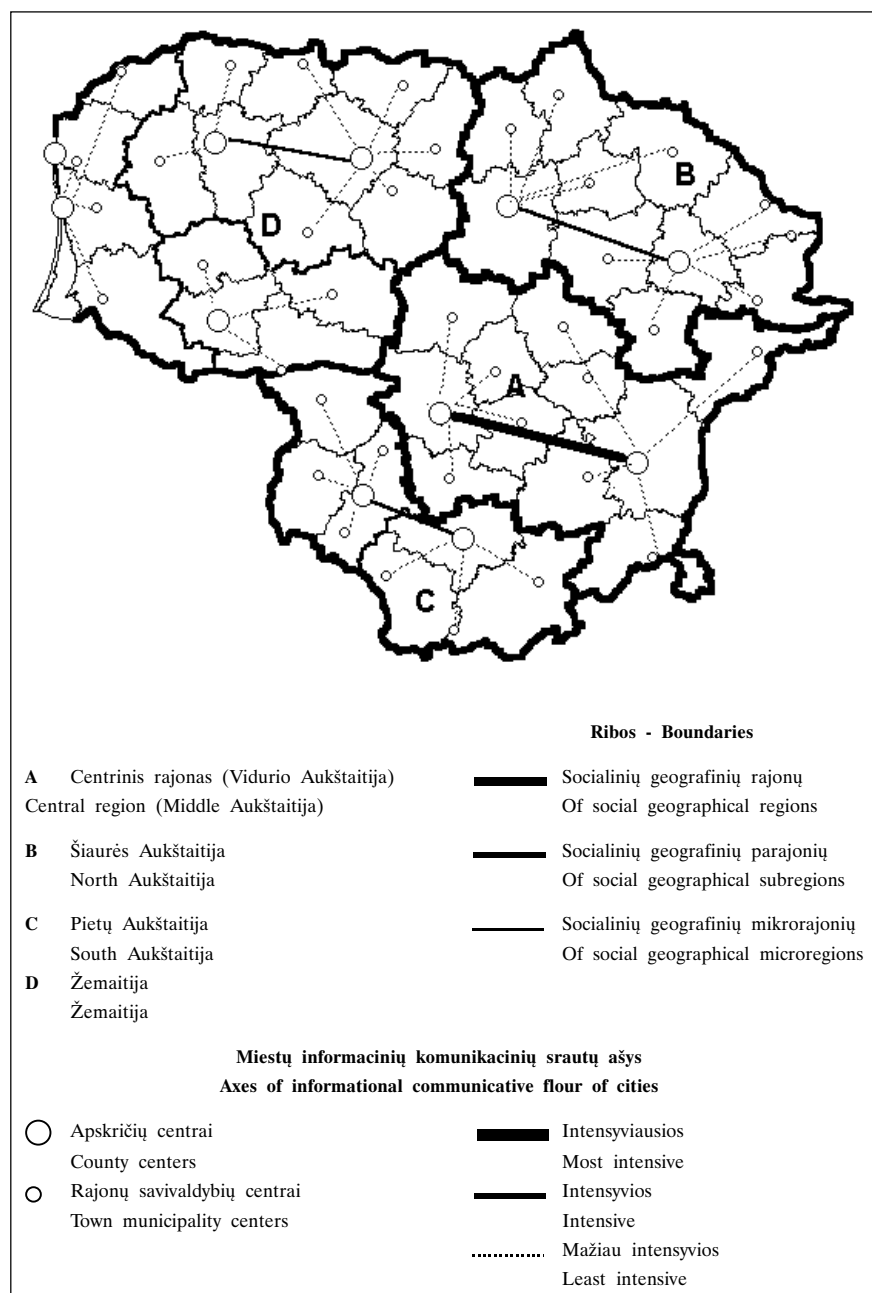 B
D
A
C
Ribos - Boundaries
A Centrinis rajonas (Vidurio Aukštaitija)
Central region (Middle Aukštaitija)
Socialinių geografinių rajonų
Of social geographical regions
B Šiaurės Aukštaitija
North Aukštaitija
Socialinių geografinių parajonių
Of social geographical subregions
C Pietų Aukštaitija
South Aukštaitija
Socialinių geografinių mikrorajonių
Of social geographical microregions
D Žemaitija
Žemaitija
Miestų informacinių komunikacinių srautų ašys
Axes of informational communicative flour of cities
Apskričių centrai
County centers
Rajonų savivaldybių centrai
Town municipality centers
Intensyviausios
Most intensive
Intensyvios
Intensive
Mažiau intensyvios
Least intensive